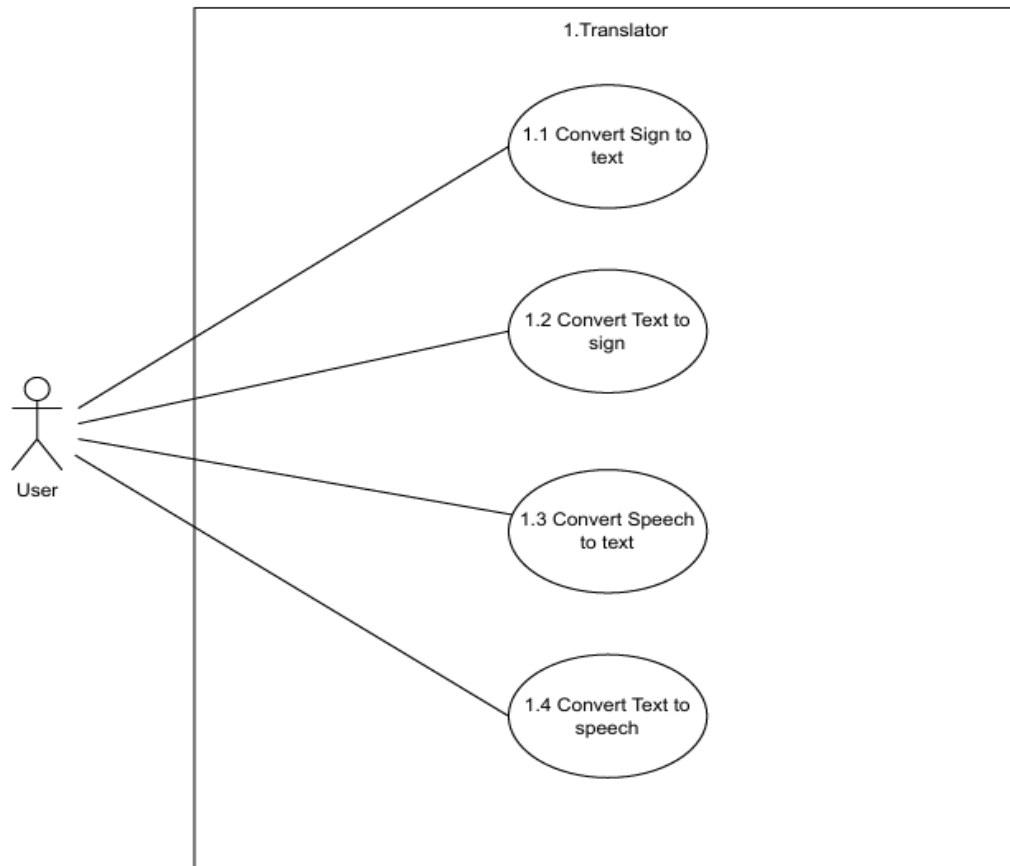 1.Translator
1.1 Convert Sign to
text
1.2 Convert Text to
sign
User
1.3 Convert Speech
to text
1.4 Convert Text to
speech